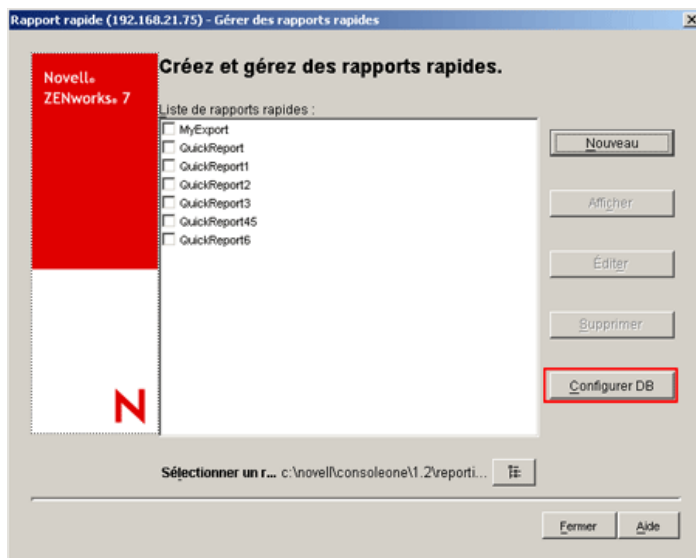 Rapport rapide (192.168.21.75) - Gérer des rapports rapides
Novell®
ZENworks® 7
Créez et gérez des rapports rapides.
Liste de rapports rapides :
MyExport
QuickReport
QuickReport1
QuickReport2
QuickReport3
QuickReport45
QuickReport6
Nouveau
Afficher
Éditer
Supprimer
Configurer DB
N
Sélectionner un r... c:\novell\consoleone\1.2\reporti...
Fermer
Aide